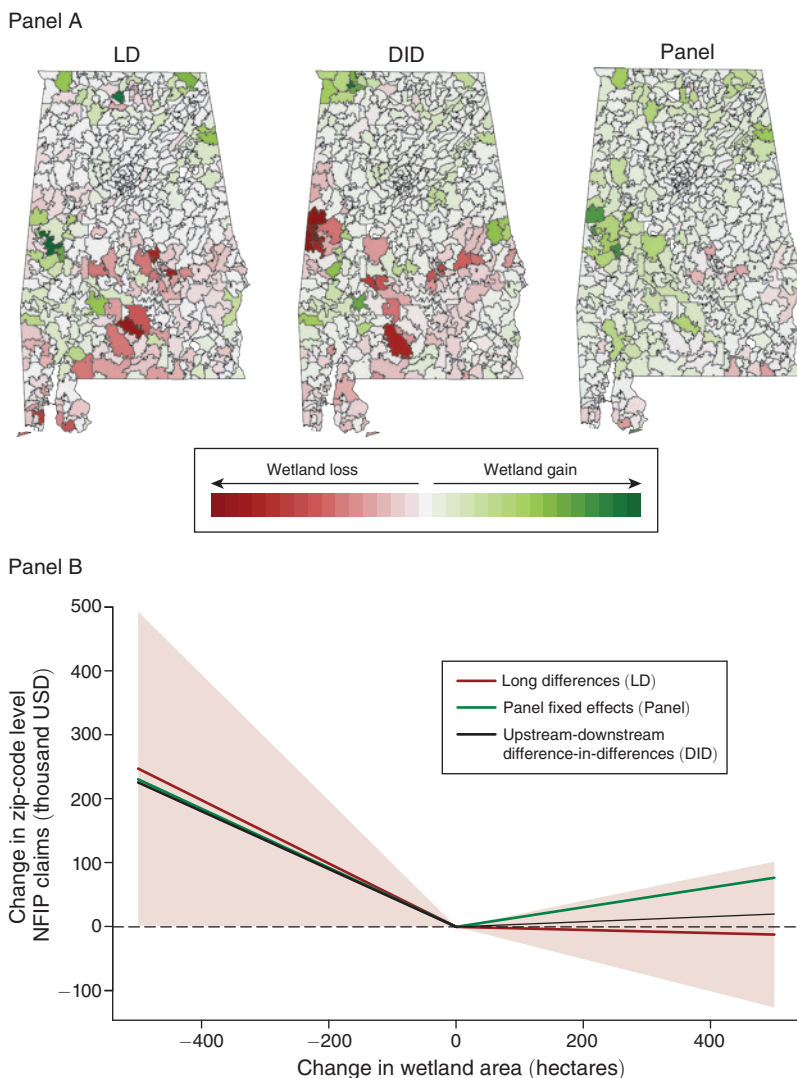 Panel A
LD
DID
Panel
Wetland loss
Wetland gain
Panel B
Change in zip-code level
NFIP claims (thousand USD)
500
400
300
200
100
0
−100
Long differences (LD)
Panel fixed effects (Panel)
Upstream-downstream
difference-in-differences (DID)
−400
−200
0
200
400
Change in wetland area (hectares)